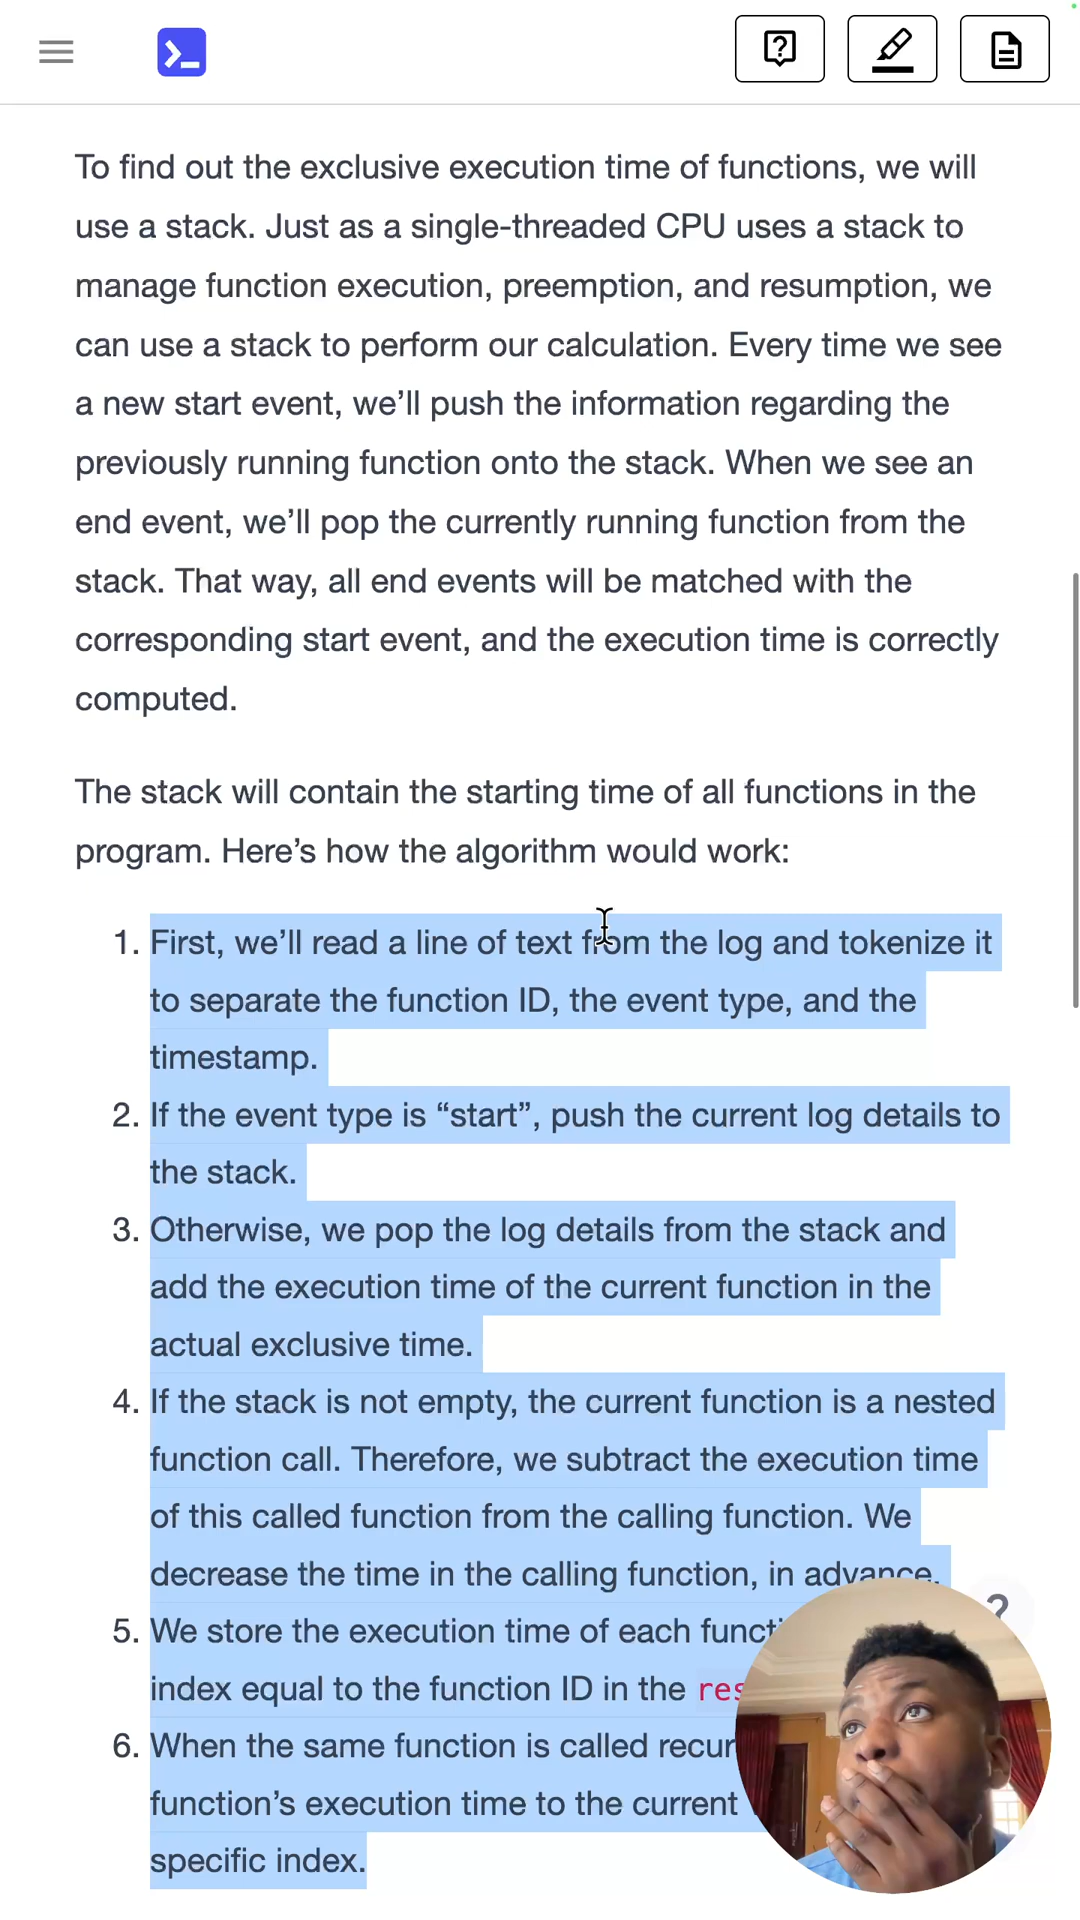 To find out the exclusive execution time of functions, we will
use a stack. Just as a single-threaded CPU uses a stack to
manage function execution, preemption, and resumption, we
can use a stack to perform our calculation. Every time we see
a new start event, we’ll push the information regarding the
previously running function onto the stack. When we see an
end event, we’ll pop the currently running function from the
stack. That way, all end events will be matched with the
corresponding start event, and the execution time is correctly
computed.
The stack will contain the starting time of all functions in the
program. Here’s how the algorithm would work:
1. First, we’ll read a line of text from the log and tokenize it
to separate the function ID, the event type, and the
timestamp.
2. If the event type is “start”, push the current log details to
the stack.
3. Otherwise, we pop the log details from the stack and
add the execution time of the current function in the
actual exclusive time.
4. If the stack is not empty, the current function is a nested
function call. Therefore, we subtract the execution time
of this called function from the calling function. We
decrease the time in the calling function, in advance.
?
5. We store the execution time of each
index equal to the function ID in the
6. When the same function is called
function’s execution time to the current
specific index.